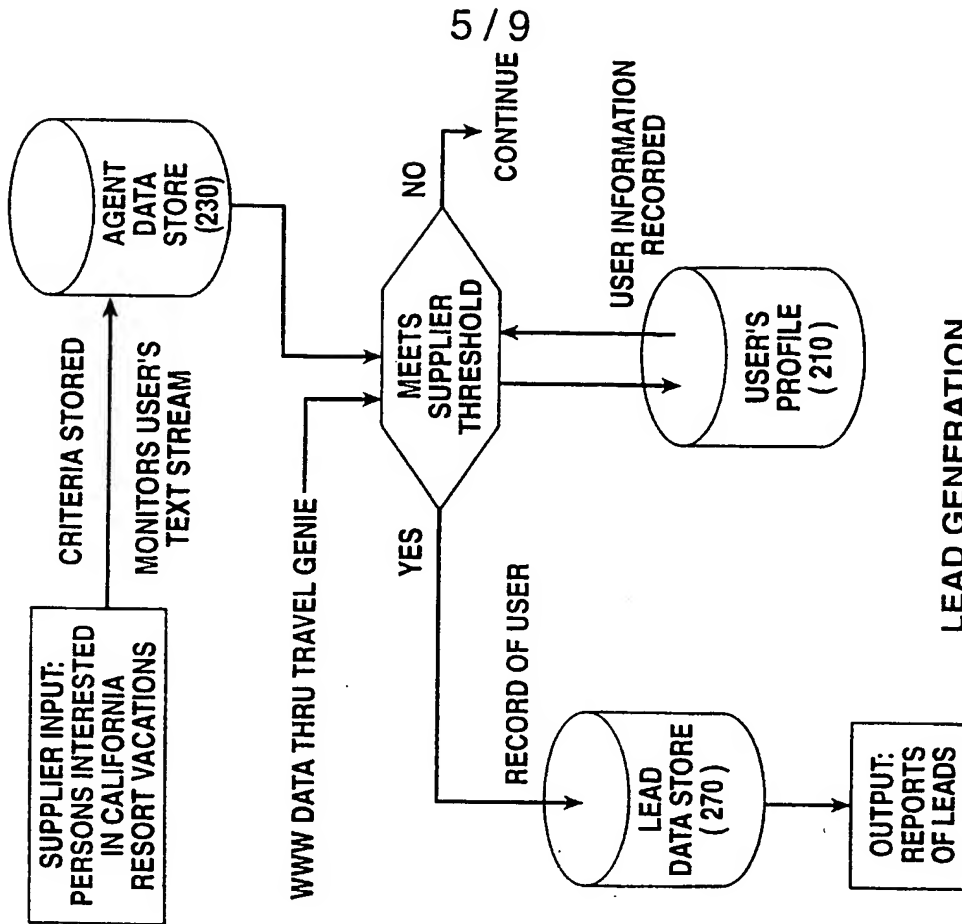 5 / 9
SUPPLIER INPUT:
PERSONS INTERESTED
IN CALIFORNIA
RESORT VACATIONS
CRITERIA STORED
MONITORS USER'S
TEXT STREAM
AGENT
DATA
STORE
(230)
WWW DATA THRU TRAVEL GENIE
MEETS
SUPPLIER
THRESHOLD
NO
CONTINUE
YES
USER INFORMATION
RECORDED
USER'S
PROFILE
( 210 )
RECORD OF USER
LEAD
DATA STORE
( 270 )
OUTPUT:
REPORTS
OF LEADS
LEAD GENERATION